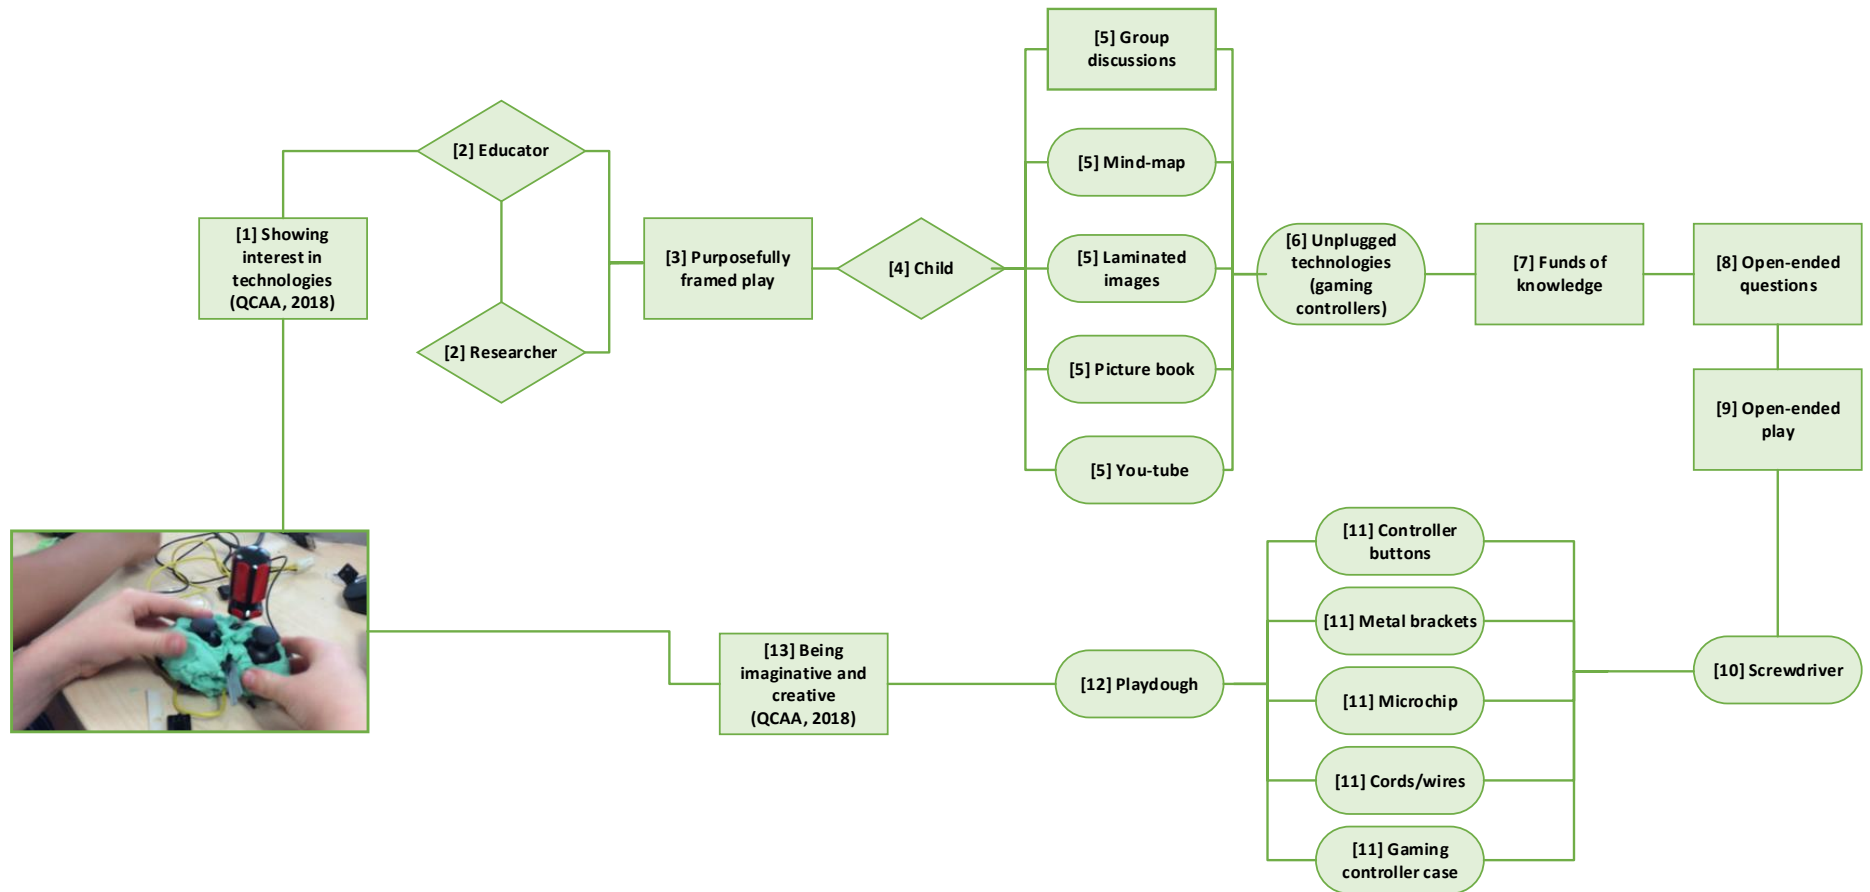 [1] Showing
interest in
technologies
(QCAA, 2018)
[2] Educator
[2] Researcher
[3] Purposefully
framed play
[4] Child
[5] Group
discussions
[5] Mind-map
[5] Laminated
images
[5] Picture book
[5] You-tube
[6] Unplugged
technologies
(gaming
controllers)
[7] Funds of
knowledge
[8] Open-ended
questions
[9] Open-ended
play
[10] Screwdriver
[11] Controller
buttons
[11] Metal brackets
[11] Microchip
[11] Cords/wires
[11] Gaming
controller case
[12] Playdough
[13] Being
imaginative and
creative
(QCAA, 2018)